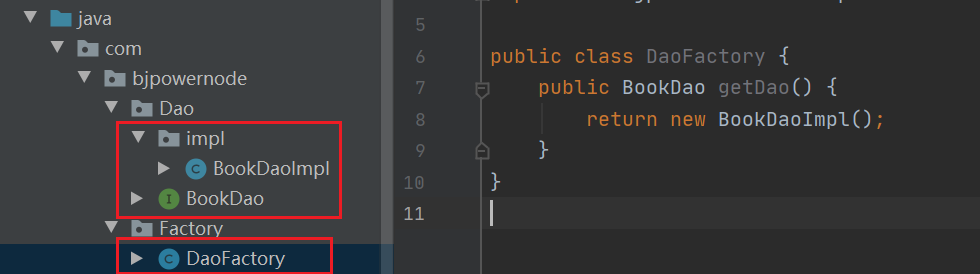 java
com
bjpowernode
Dao
impl
C BookDaoImpl
I BookDao
Factory
C DaoFactory
5
6 public class DaoFactory {
7 public BookDao getDao() {
8 return new BookDaoImpl();
9 }
10 }
11